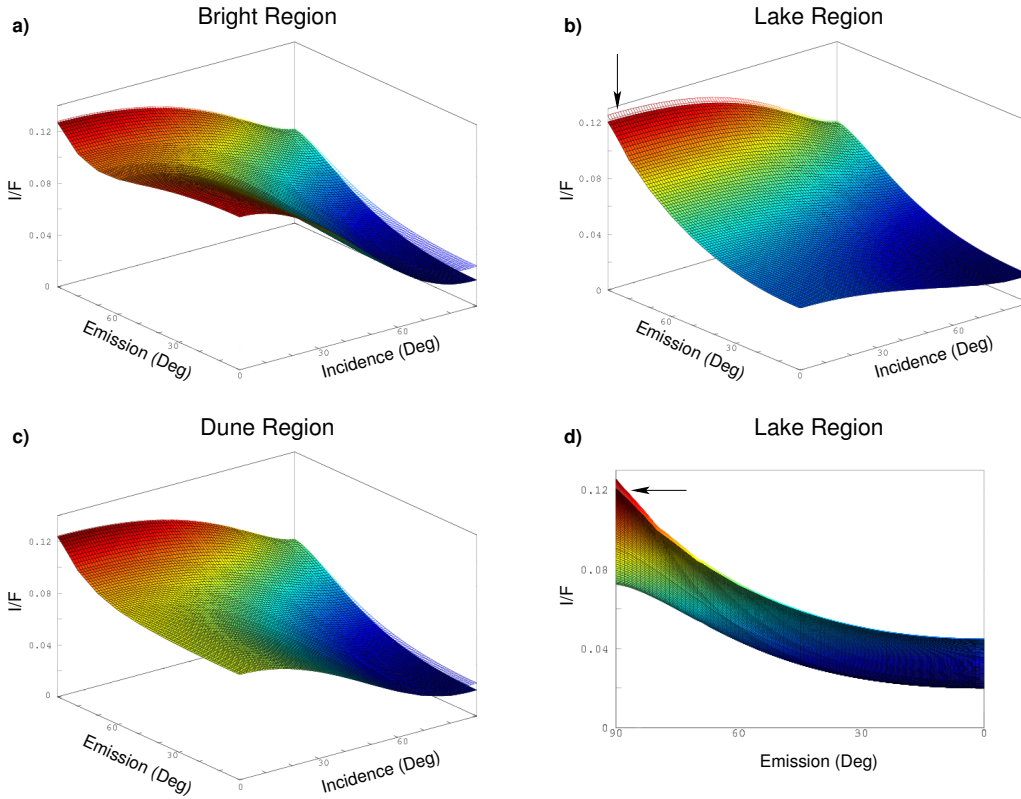 a)
Bright Region
0.12
0.08
0.04
0
I/F
60
30
0
30
60
Emission (Deg)
Incidence (Deg)
b)
Lake Region
0.12
0.08
0.04
0
I/F
60
30
0
30
60
Emission (Deg)
Incidence (Deg)
c)
Dune Region
0.12
0.08
0.04
0
I/F
60
30
0
30
60
Emission (Deg)
Incidence (Deg)
d)
Lake Region
0.12
0.08
0.04
0
I/F
90
60
30
0
Emission (Deg)